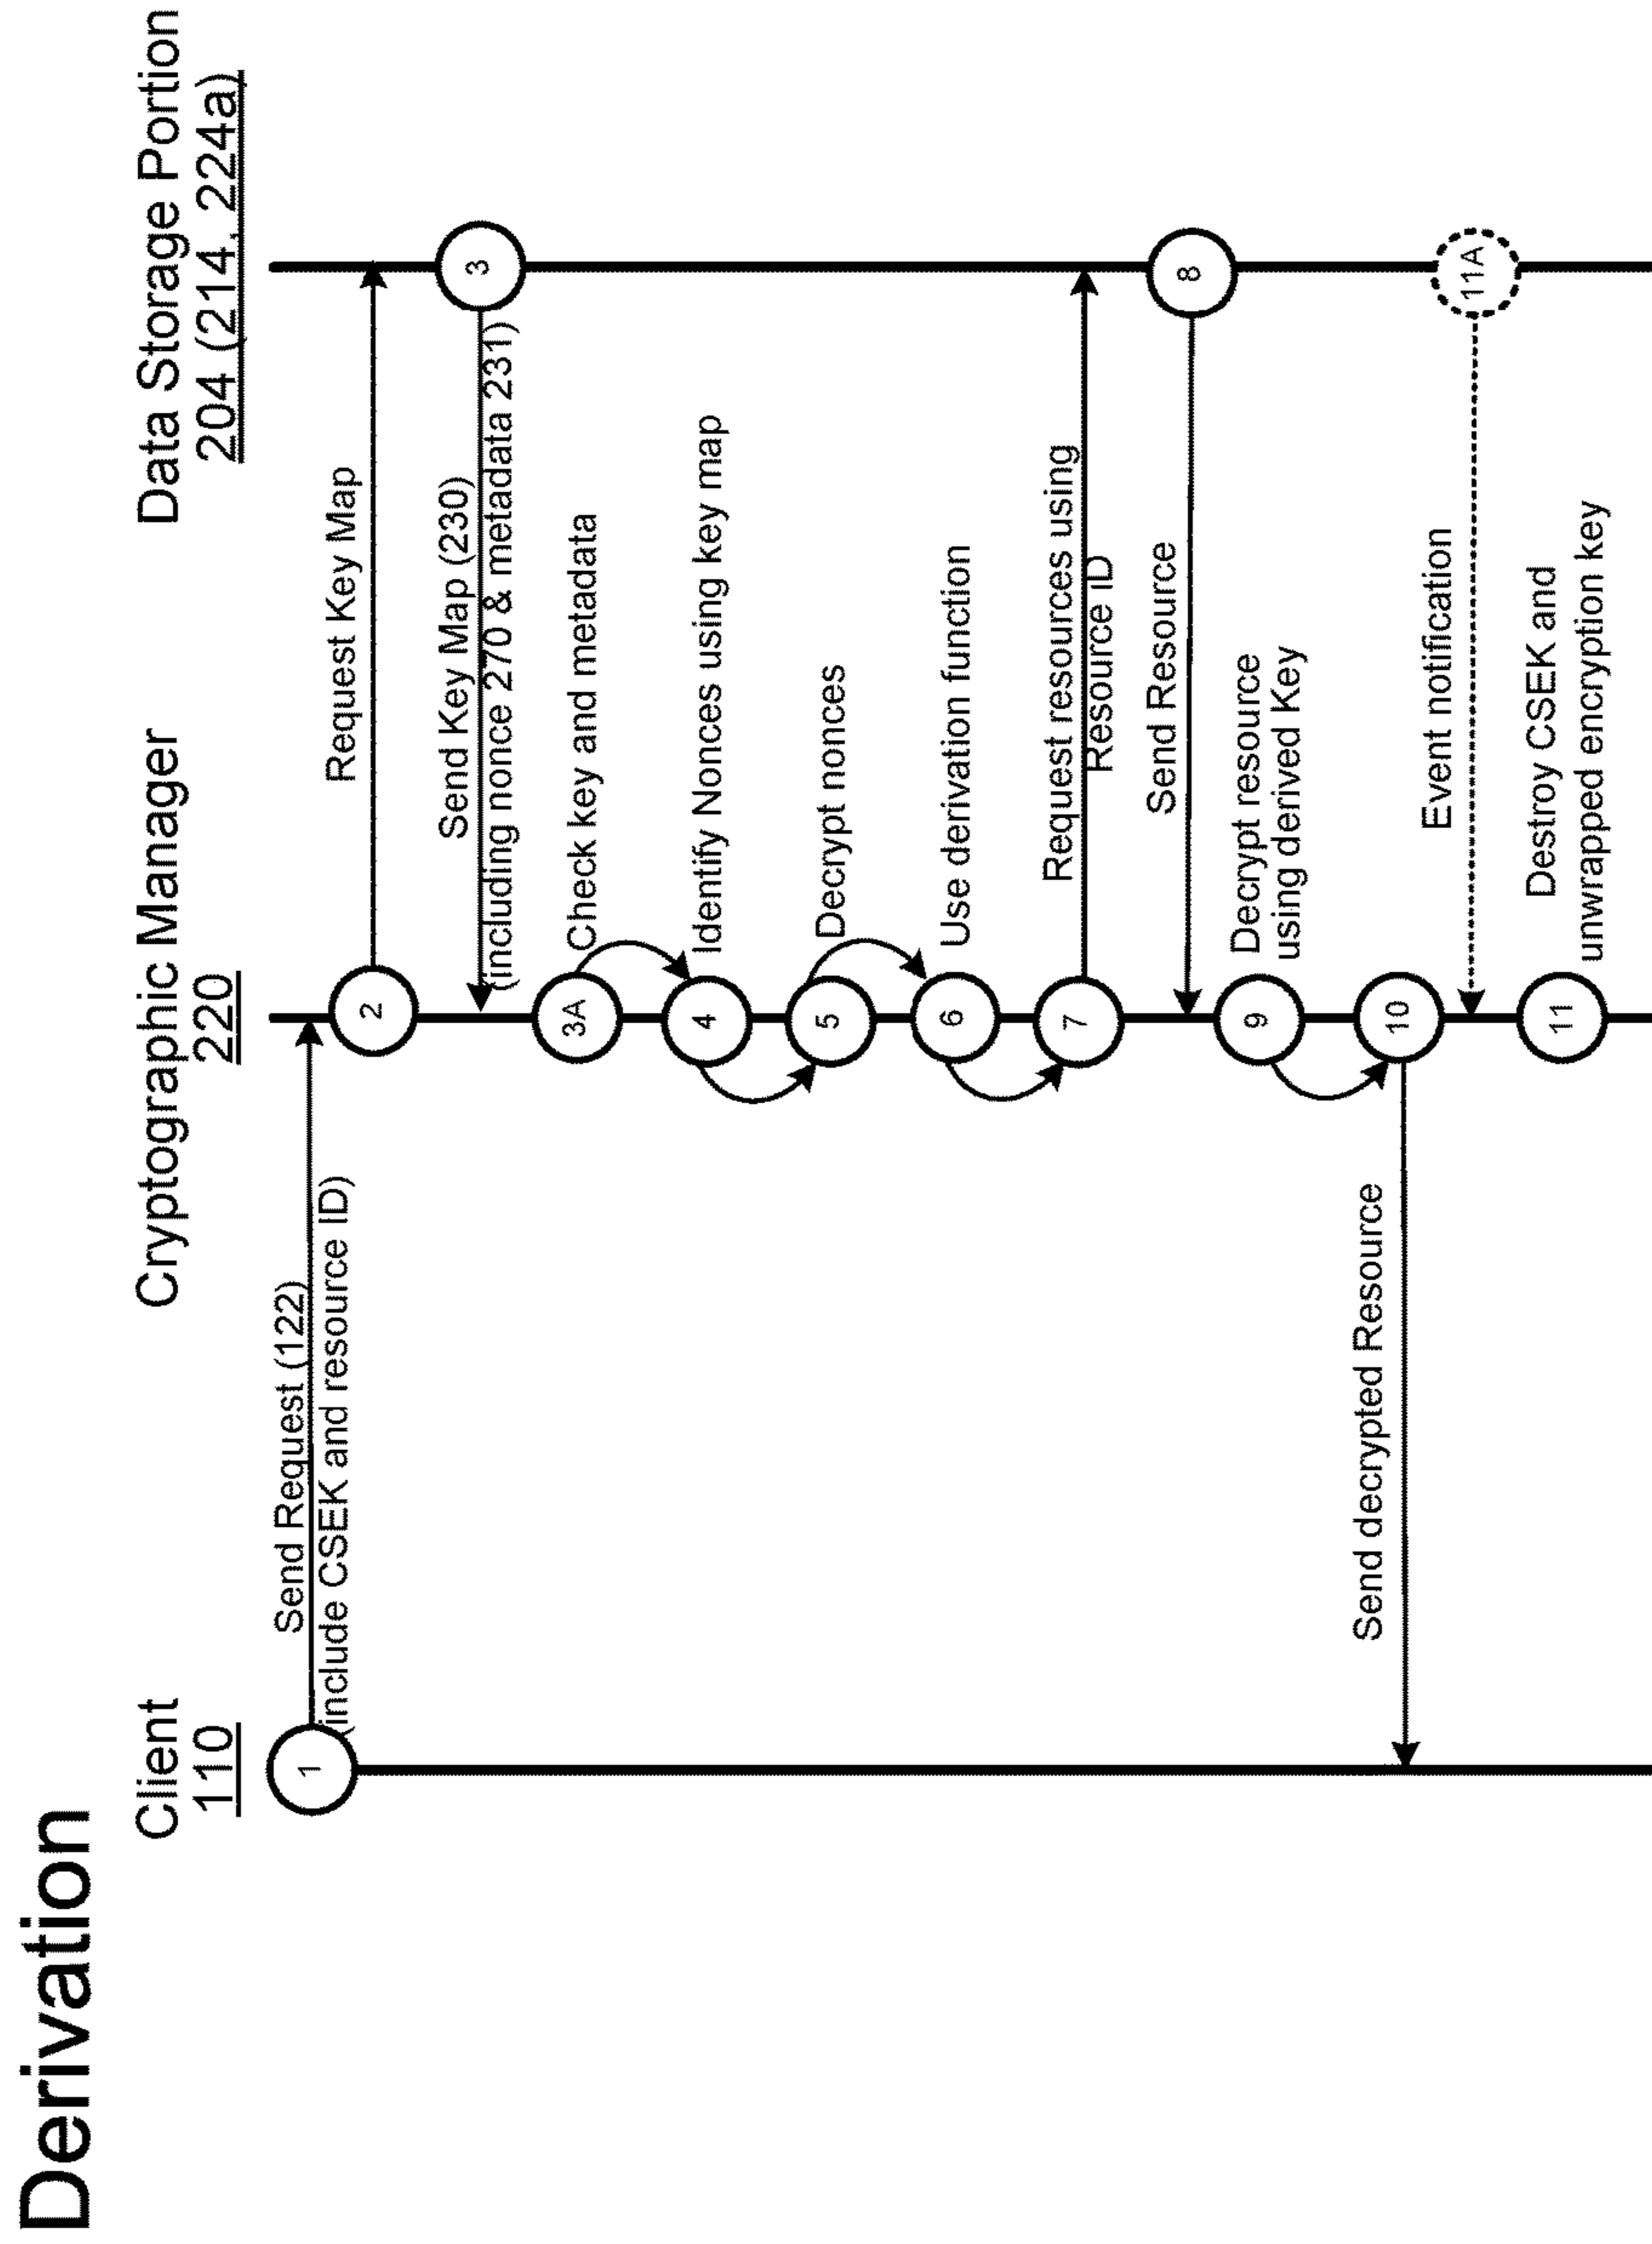 Derivation
Client
110
Cryptographic Manager
220
Data Storage Portion
204 (214, 224a)
1
Send Request (122)
(include CSEK and resource ID)
2
Request Key Map
3
Send Key Map (230)
(including nonce 270 & metadata 231)
3A
Check key and metadata
4
Identify Nonces using key map
5
Decrypt nonces
6
Use derivation function
7
Request resources using
Resource ID
8
Send Resource
9
Decrypt resource
using derived Key
10
Send decrypted Resource
11A
Event notification
11
Destroy CSEK and
unwrapped encryption key